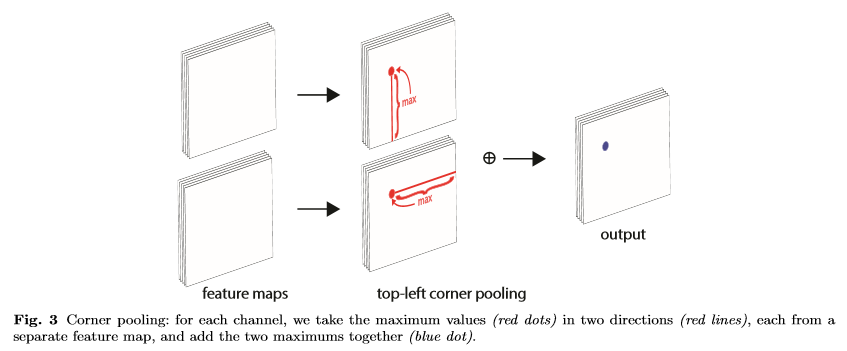 max
max
⊕
output
feature maps
top-left corner pooling
Fig. 3 Corner pooling: for each channel, we take the maximum values (red dots) in two directions (red lines), each from a
separate feature map, and add the two maximums together (blue dot).